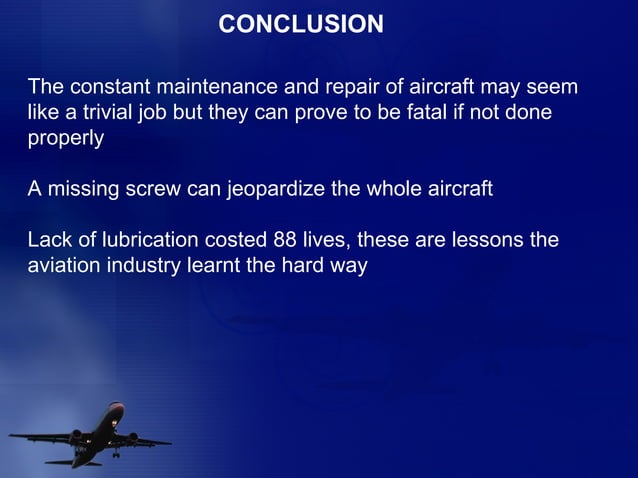 CONCLUSION
The constant maintenance and repair of aircraft may seem
like a trivial job but they can prove to be fatal if not done
properly
A missing screw can jeopardize the whole aircraft
Lack of lubrication costed 88 lives, these are lessons the
aviation industry learnt the hard way